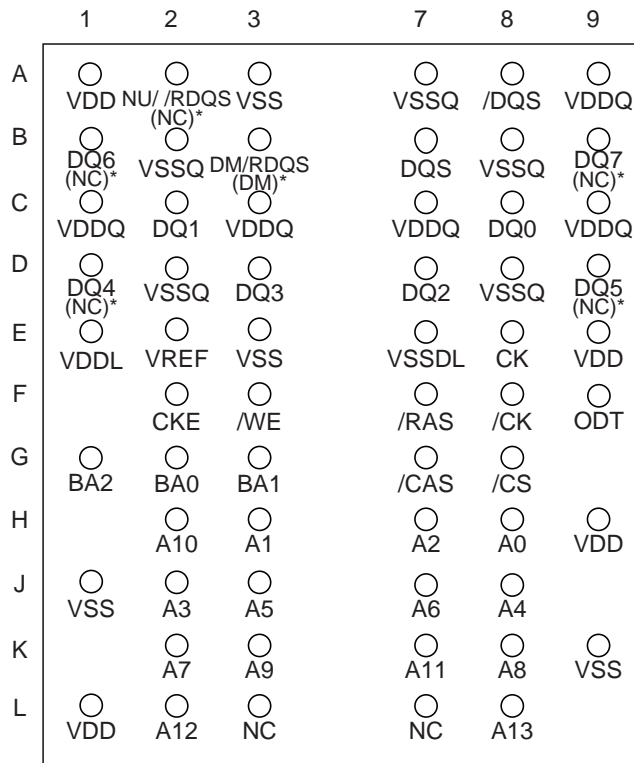 1 2 3 7 8 9
A
VDD NU/ /RDQS VSS VSSQ /DQS VDDQ
(NC)*
B
DQ6 VSSQ DM/RDQS DQS VSSQ DQ7
(NC)* (DM)* (NC)*
C
VDDQ DQ1 VDDQ VDDQ DQ0 VDDQ
D
DQ4 VSSQ DQ3 DQ2 VSSQ DQ5
(NC)* (NC)*
E
VDDL VREF VSS VSSDL CK VDD
F
CKE /WE /RAS /CK ODT
G
BA2 BA0 BA1 /CAS /CS
H
A10 A1 A2 A0 VDD
J
VSS A3 A5 A6 A4
K
A7 A9 A11 A8 VSS
L
VDD A12 NC NC A13